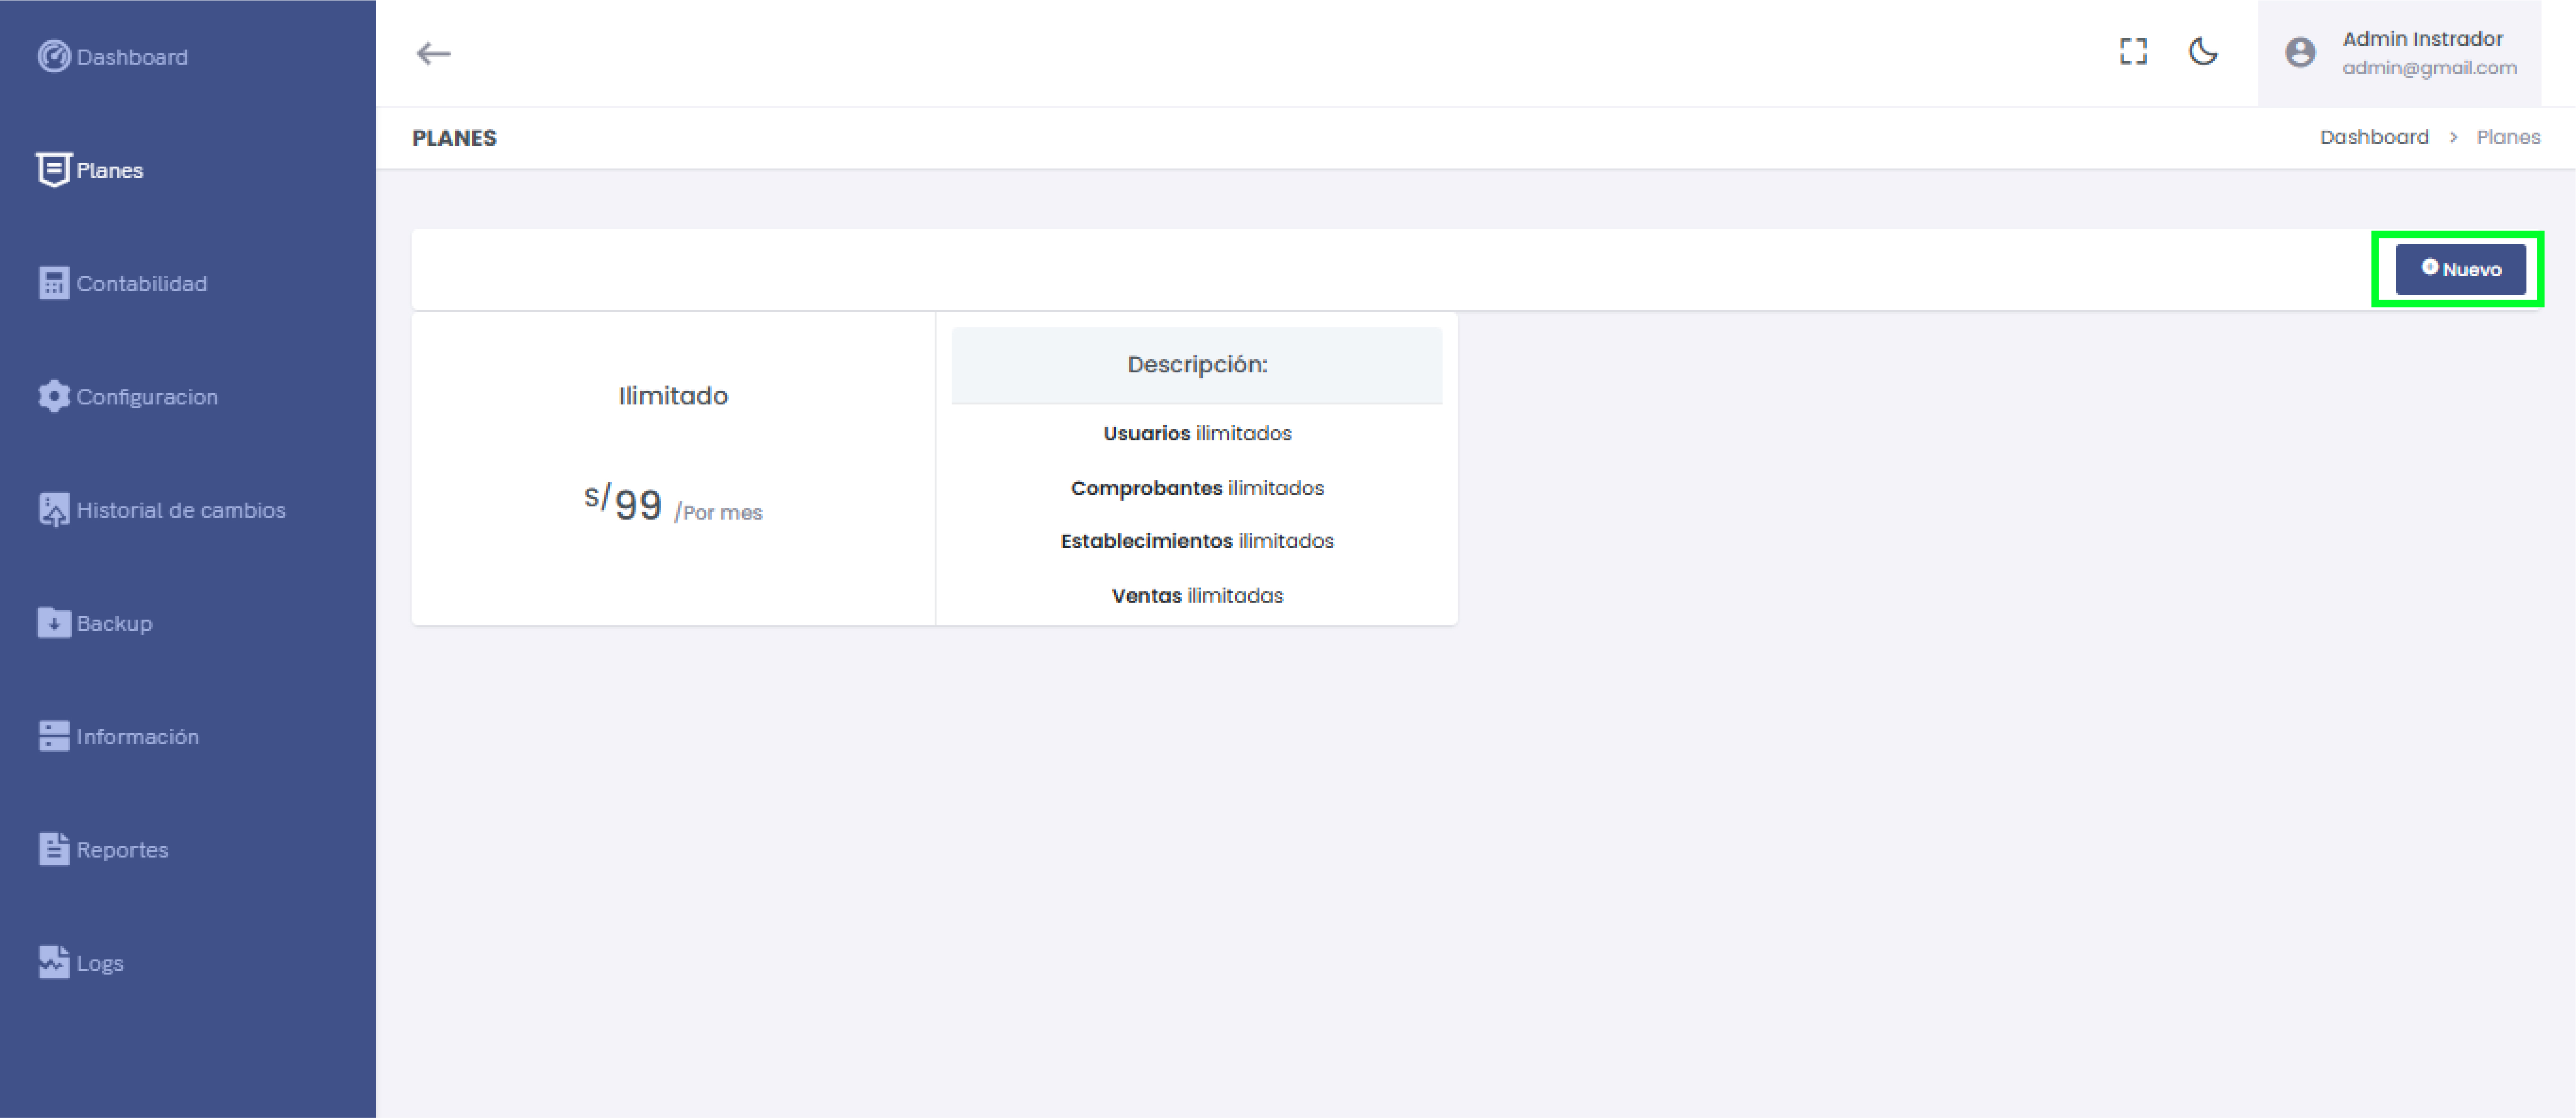 Dashboard
Planes
Contabilidad
Configuracion
Historial de cambios
Backup
Información
Reportes
Logs
Admin Instrador
admin@gmail.com
PLANES
Dashboard > Planes
Nuevo
Ilimitado
S/99 /Por mes
Descripción:
Usuarios ilimitados
Comprobantes ilimitados
Establecimientos ilimitados
Ventas ilimitadas